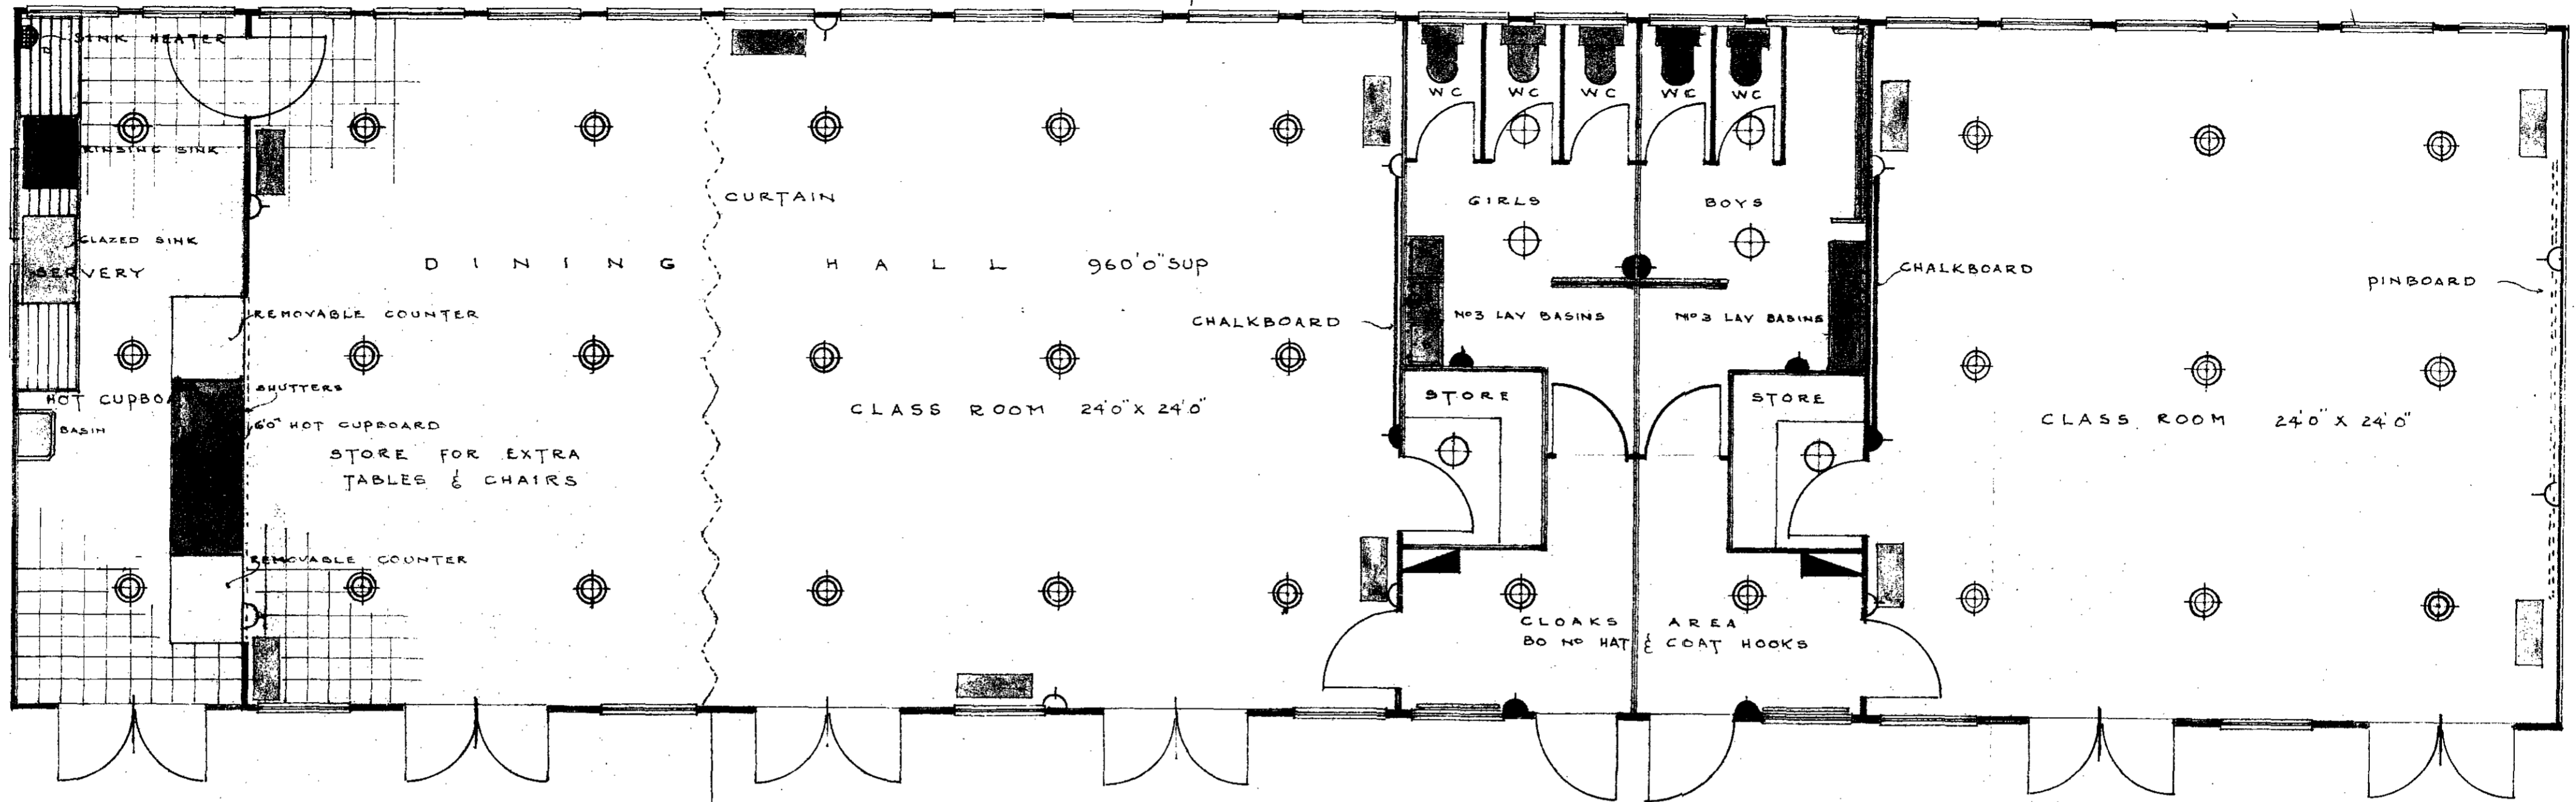 SINK HEATER
RINSING SINK
GLAZED SINK
SERVERY
REMOVABLE COUNTER
SHUTTERS
HOT CUPBOA
60" HOT CUPBOARD
BASIN
STORE FOR EXTRA
TABLES & CHAIRS
REMOVABLE COUNTER
CURTAIN
DINING HALL 960'0" SUP
CHALKBOARD
CLASS ROOM 24'0" X 24'0"
WC WC WC WC WC
GIRLS
BOYS
Nº3 LAV BASINS
Nº3 LAV BASINS
STORE
STORE
CLOAKS AREA
80 Nº HAT & COAT HOOKS
CHALKBOARD
PINBOARD
CLASS ROOM 24'0" X 24'0"